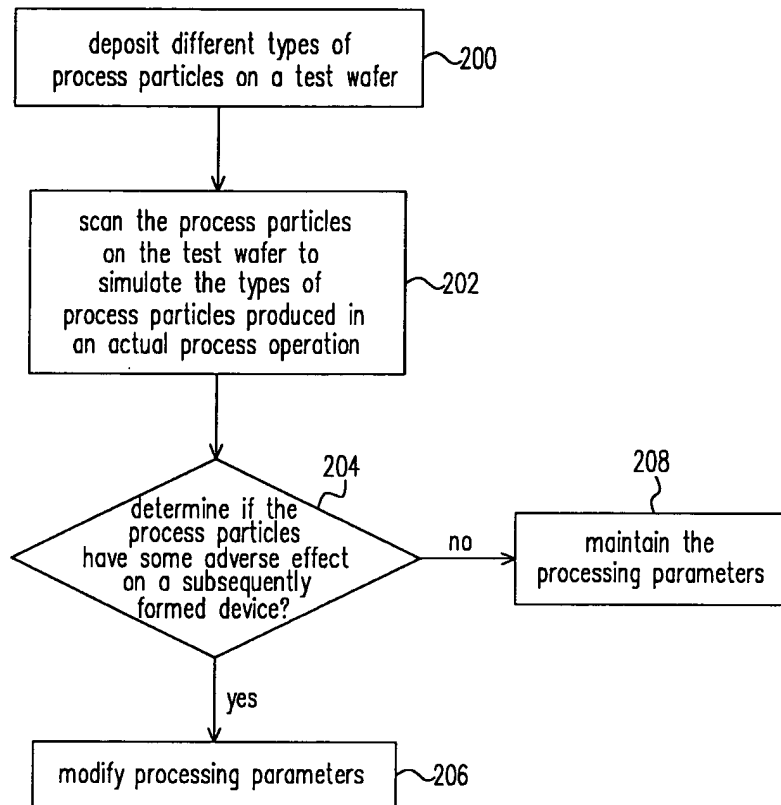 deposit different types of
process particles on a test wafer
200
scan the process particles
on the test wafer to
simulate the types of
process particles produced in
an actual process operation
202
204
determine if the
process particles
have some adverse effect
on a subsequently
formed device?
no
208
maintain the
processing parameters
yes
modify processing parameters
206